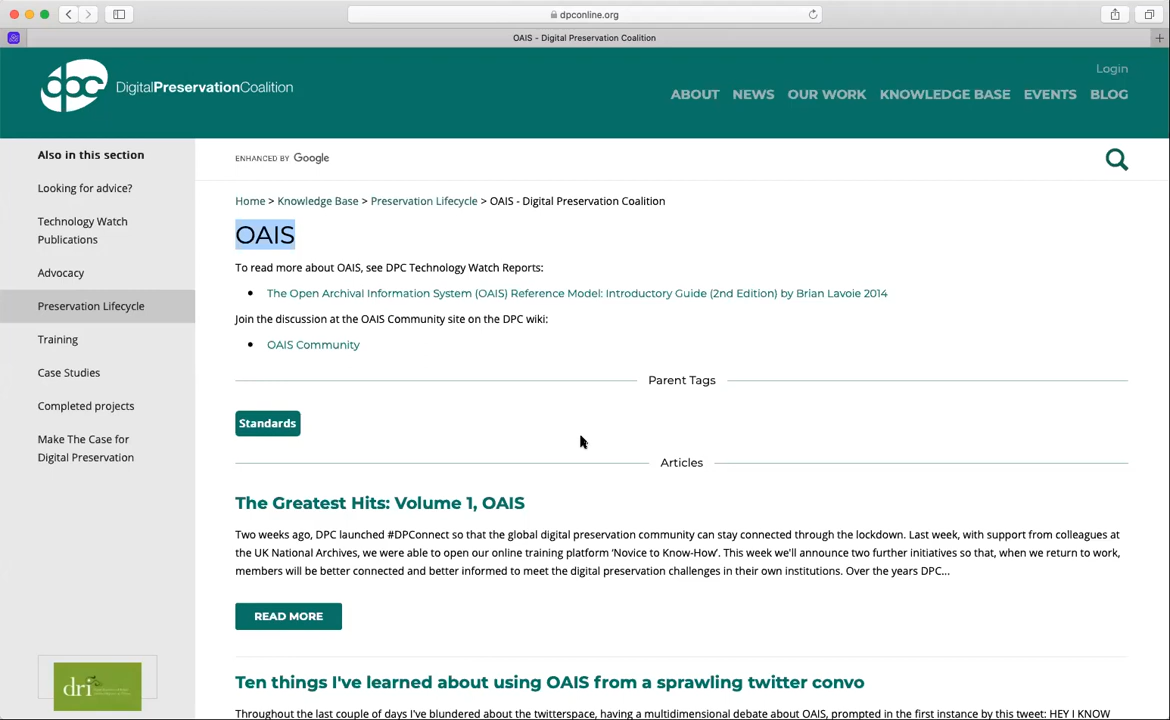 dpconline.org
OAIS - Digital Preservation Coalition
dpc DigitalPreservationCoalition
Login
ABOUT NEWS OUR WORK KNOWLEDGE BASE EVENTS BLOG
Also in this section
Looking for advice?
Technology Watch
Publications
Advocacy
Preservation Lifecycle
Training
Case Studies
Completed projects
Make The Case for
Digital Preservation
dri
ENHANCED BY Google
Home > Knowledge Base > Preservation Lifecycle > OAIS - Digital Preservation Coalition
OAIS
To read more about OAIS, see DPC Technology Watch Reports:
The Open Archival Information System (OAIS) Reference Model: Introductory Guide (2nd Edition) by Brian Lavoie 2014
Join the discussion at the OAIS Community site on the DPC wiki:
OAIS Community
Parent Tags
Standards
Articles
The Greatest Hits: Volume 1, OAIS
Two weeks ago, DPC launched #DPConnect so that the global digital preservation community can stay connected through the lockdown. Last week, with support from colleagues at
the UK National Archives, we were able to open our online training platform ‘Novice to Know-How’. This week we'll announce two further initiatives so that, when we return to work,
members will be better connected and better informed to meet the digital preservation challenges in their own institutions. Over the years DPC...
READ MORE
Ten things I've learned about using OAIS from a sprawling twitter convo
Throughout the last couple of days I've blundered about the twitterspace, having a multidimensional debate about OAIS, prompted in the first instance by this tweet: HEY I KNOW